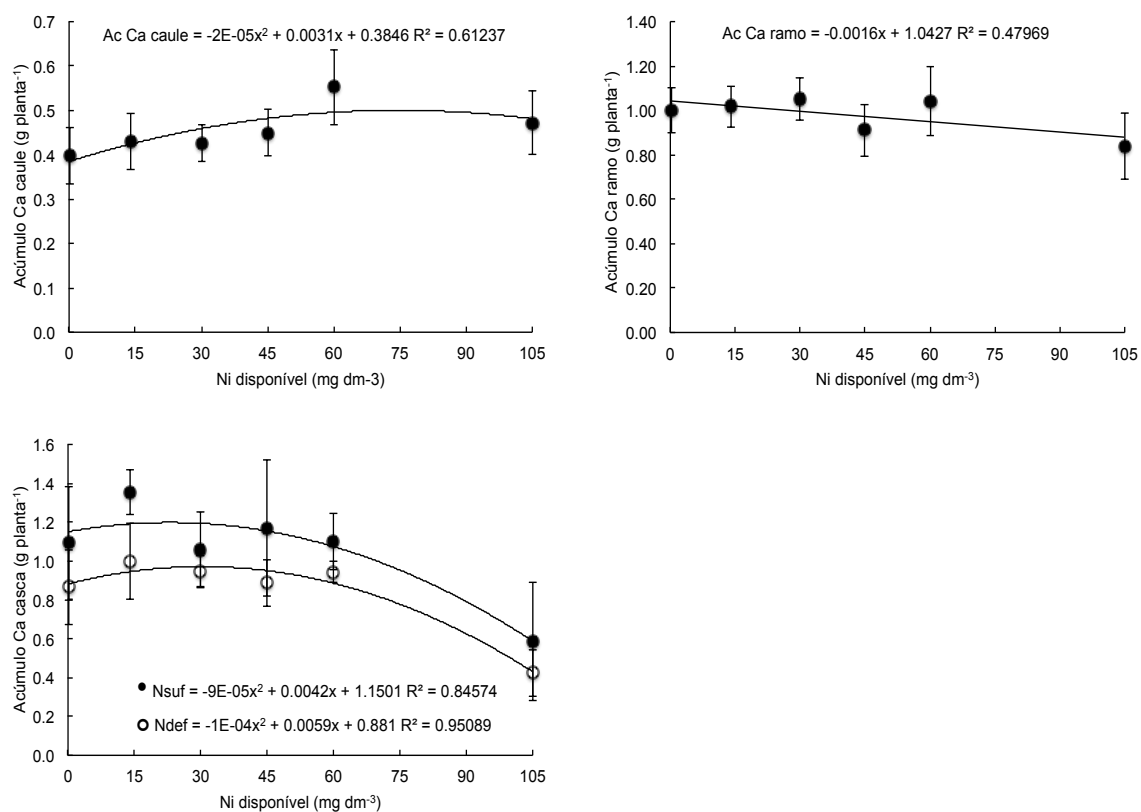 Ac Ca caule = -2E-05x² + 0.0031x + 0.3846 R² = 0.61237
Acúmulo Ca caule (g planta⁻¹)
0.7
0.6
0.5
0.4
0.3
0.2
0.1
0.0
0 15 30 45 60 75 90 105
Ni disponível (mg dm-3)
Ac Ca ramo = -0.0016x + 1.0427 R² = 0.47969
Acúmulo Ca ramo (g planta⁻¹)
1.40
1.20
1.00
0.80
0.60
0.40
0.20
0.00
0 15 30 45 60 75 90 105
Ni disponível (mg dm⁻³)
Acúmulo Ca casca (g planta⁻¹)
1.6
1.4
1.2
1.0
0.8
0.6
0.4
0.2
0.0
Nsuf = -9E-05x² + 0.0042x + 1.1501 R² = 0.84574
Ndef = -1E-04x² + 0.0059x + 0.881 R² = 0.95089
0 15 30 45 60 75 90 105
Ni disponível (mg dm⁻³)